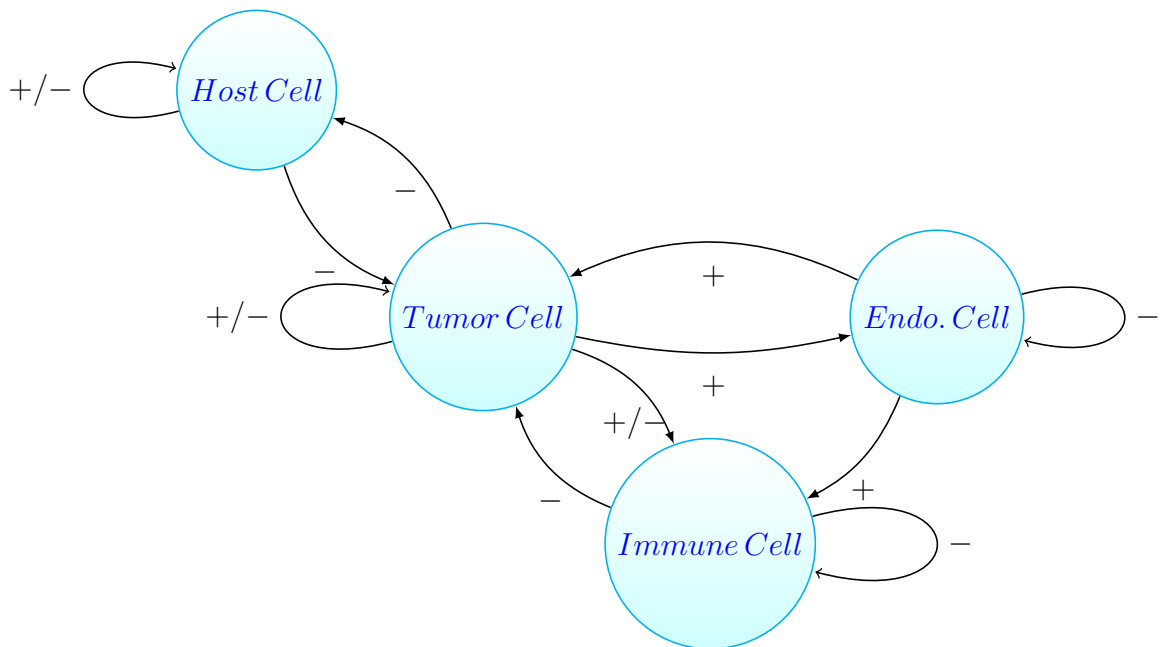 Host Cell
+/−
−
−
Tumor Cell
+/−
+
+
Endo. Cell
−
+/−
−
+
Immune Cell
−